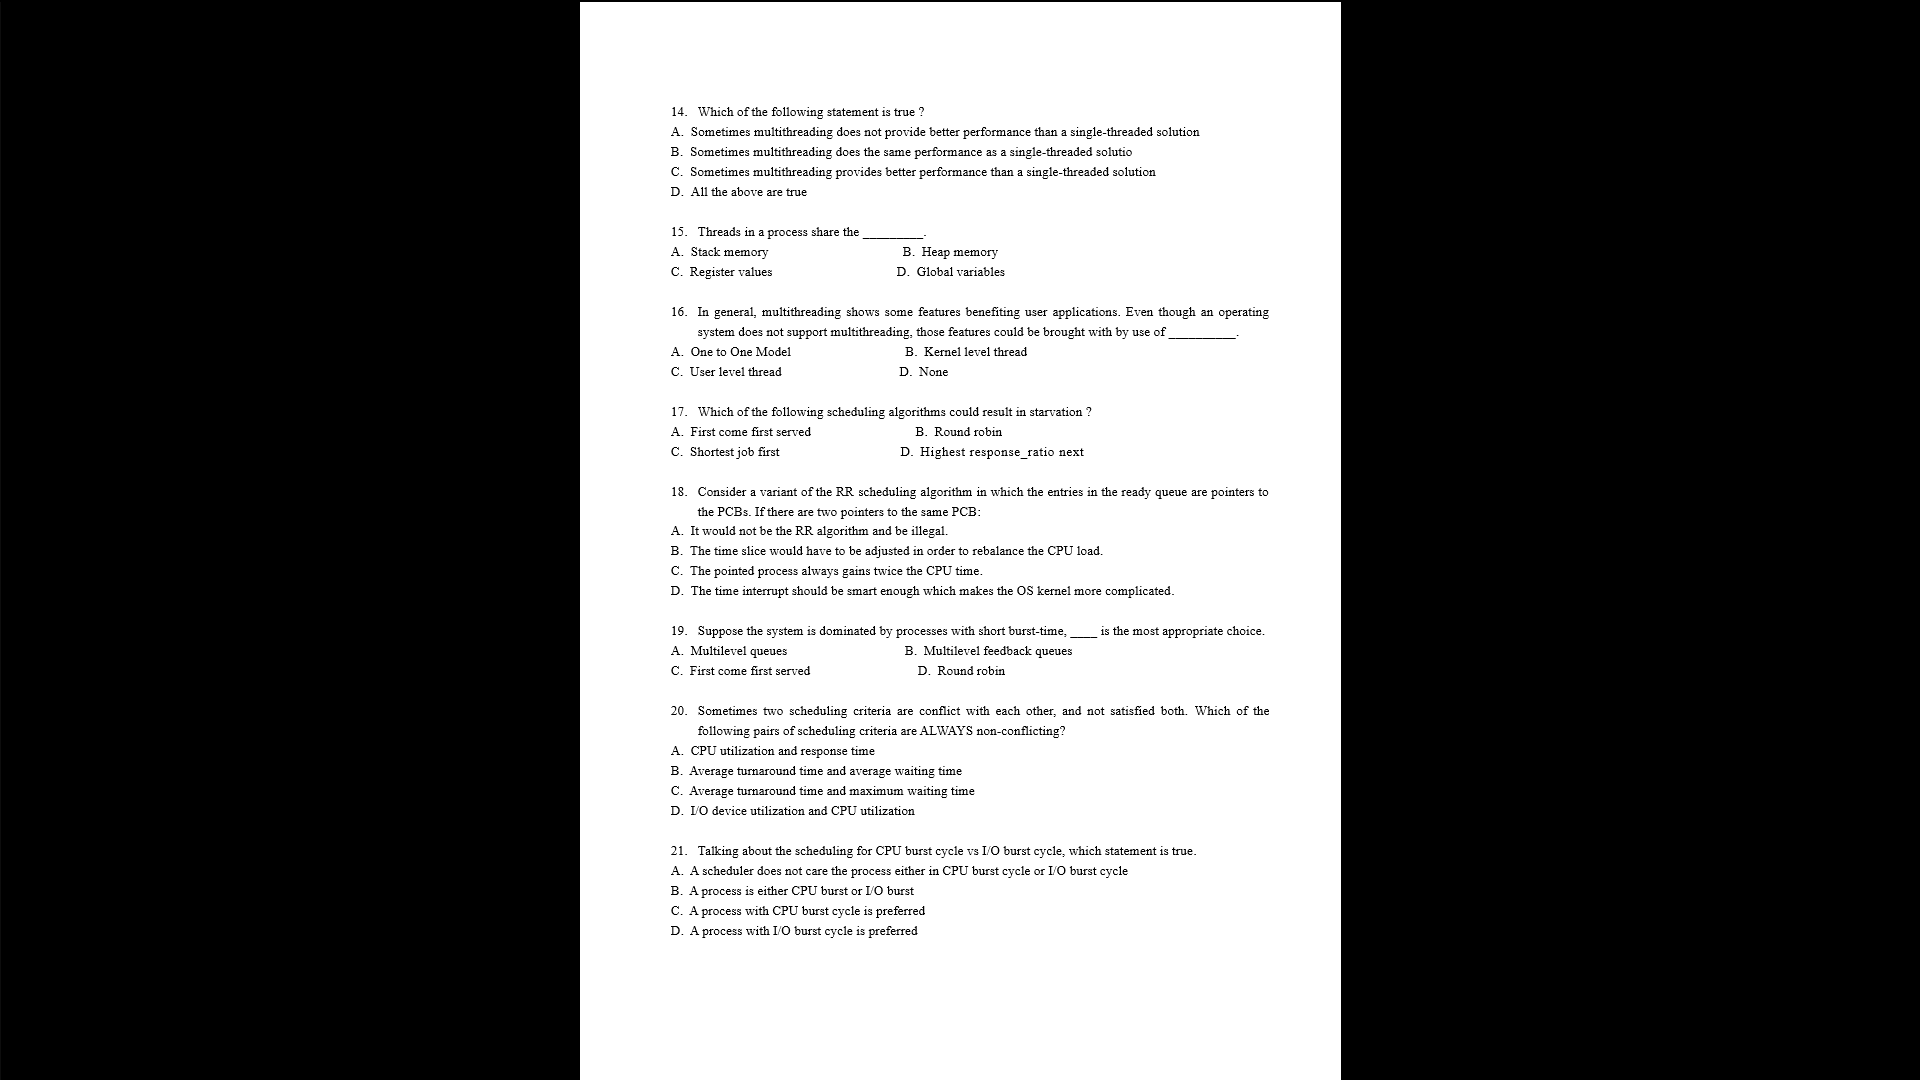 14. Which of the following statement is true ?
A. Sometimes multithreading does not provide better performance than a single-threaded solution
B. Sometimes multithreading does the same performance as a single-threaded solutio
C. Sometimes multithreading provides better performance than a single-threaded solution
D. All the above are true
15. Threads in a process share the _________.
A. Stack memory B. Heap memory
C. Register values D. Global variables
16. In general, multithreading shows some features benefiting user applications. Even though an operating
system does not support multithreading, those features could be brought with by use of __________.
A. One to One Model B. Kernel level thread
C. User level thread D. None
17. Which of the following scheduling algorithms could result in starvation ?
A. First come first served B. Round robin
C. Shortest job first D. Highest response_ratio next
18. Consider a variant of the RR scheduling algorithm in which the entries in the ready queue are pointers to
the PCBs. If there are two pointers to the same PCB:
A. It would not be the RR algorithm and be illegal.
B. The time slice would have to be adjusted in order to rebalance the CPU load.
C. The pointed process always gains twice the CPU time.
D. The time interrupt should be smart enough which makes the OS kernel more complicated.
19. Suppose the system is dominated by processes with short burst-time, ____ is the most appropriate choice.
A. Multilevel queues B. Multilevel feedback queues
C. First come first served D. Round robin
20. Sometimes two scheduling criteria are conflict with each other, and not satisfied both. Which of the
following pairs of scheduling criteria are ALWAYS non-conflicting?
A. CPU utilization and response time
B. Average turnaround time and average waiting time
C. Average turnaround time and maximum waiting time
D. I/O device utilization and CPU utilization
21. Talking about the scheduling for CPU burst cycle vs I/O burst cycle, which statement is true.
A. A scheduler does not care the process either in CPU burst cycle or I/O burst cycle
B. A process is either CPU burst or I/O burst
C. A process with CPU burst cycle is preferred
D. A process with I/O burst cycle is preferred